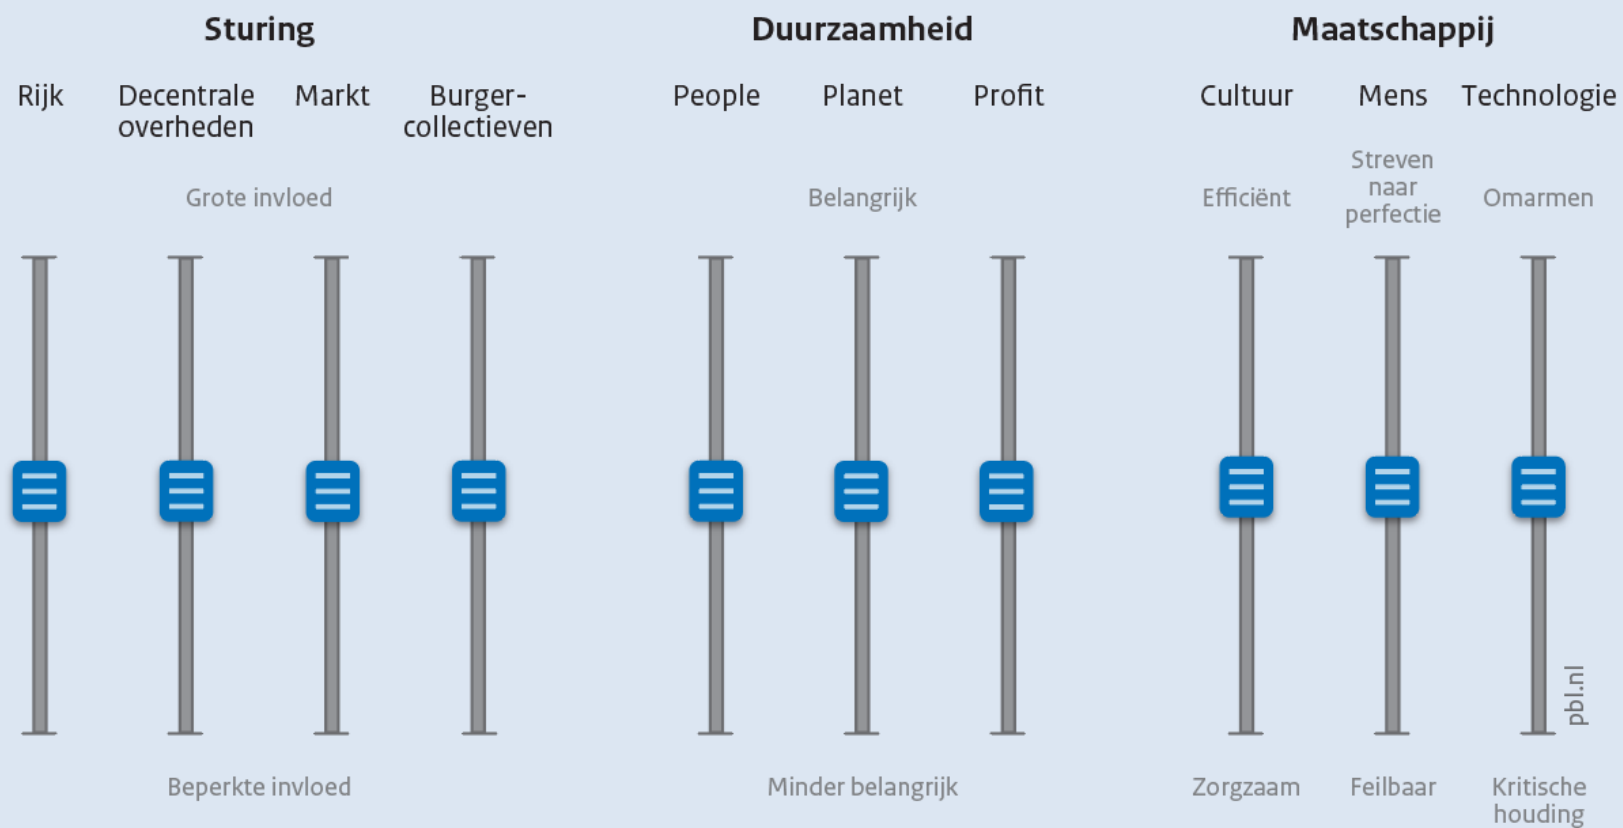 Sturing
Duurzaamheid
Maatschappij
Rijk
Decentrale
overheden
Markt
Burger-
collectieven
People
Planet
Profit
Cultuur
Mens
Technologie
Grote invloed
Belangrijk
Efficiënt
Streven
naar
perfectie
Omarmen
pbl.nl
Beperkte invloed
Minder belangrijk
Zorgzaam
Feilbaar
Kritische
houding